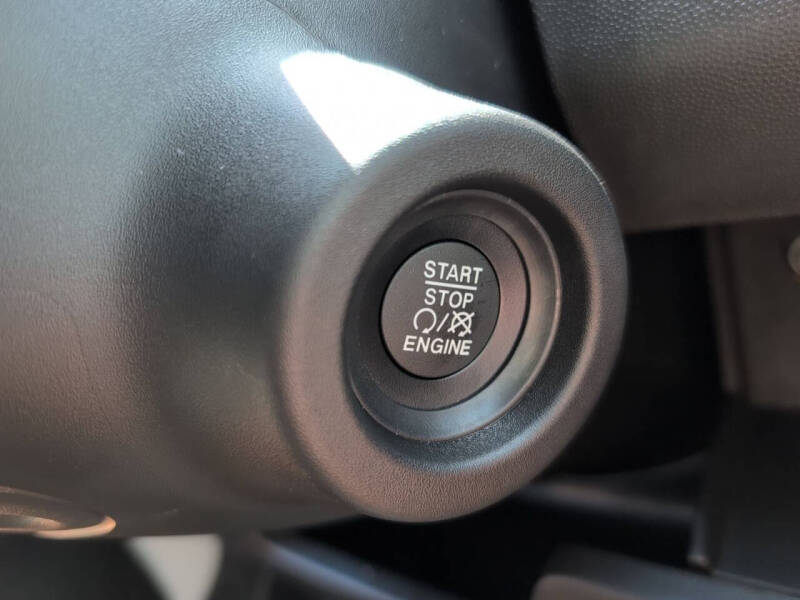 START
STOP
/
ENGINE